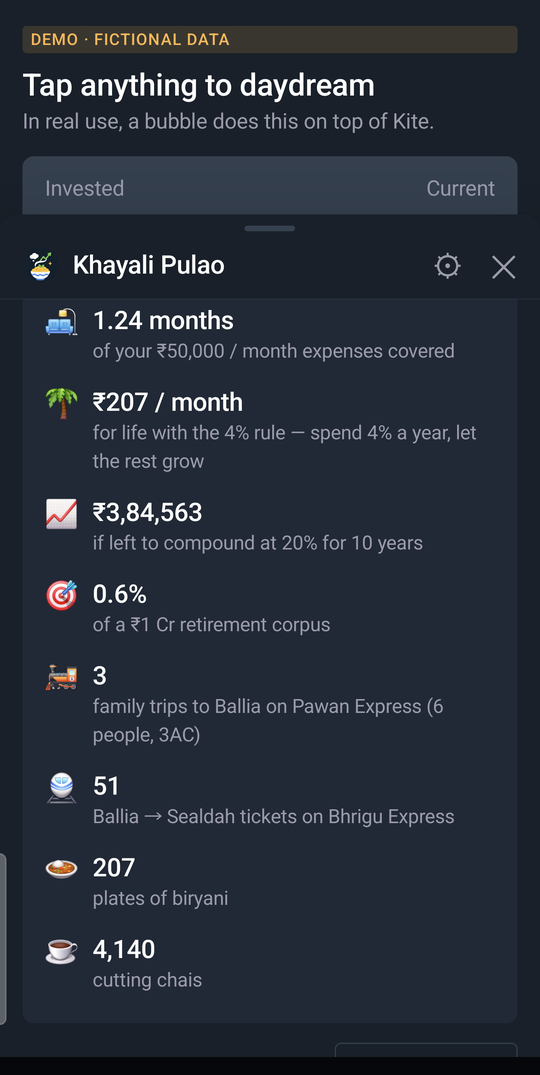 DEMO · FICTIONAL DATA
Tap anything to daydream
In real use, a bubble does this on top of Kite.
Invested Current
Khayali Pulao
1.24 months
of your ₹50,000 / month expenses covered
₹207 / month
for life with the 4% rule — spend 4% a year, let
the rest grow
₹3,84,563
if left to compound at 20% for 10 years
0.6%
of a ₹1 Cr retirement corpus
3
family trips to Ballia on Pawan Express (6
people, 3AC)
51
Ballia → Sealdah tickets on Bhrigu Express
207
plates of biryani
4,140
cutting chais